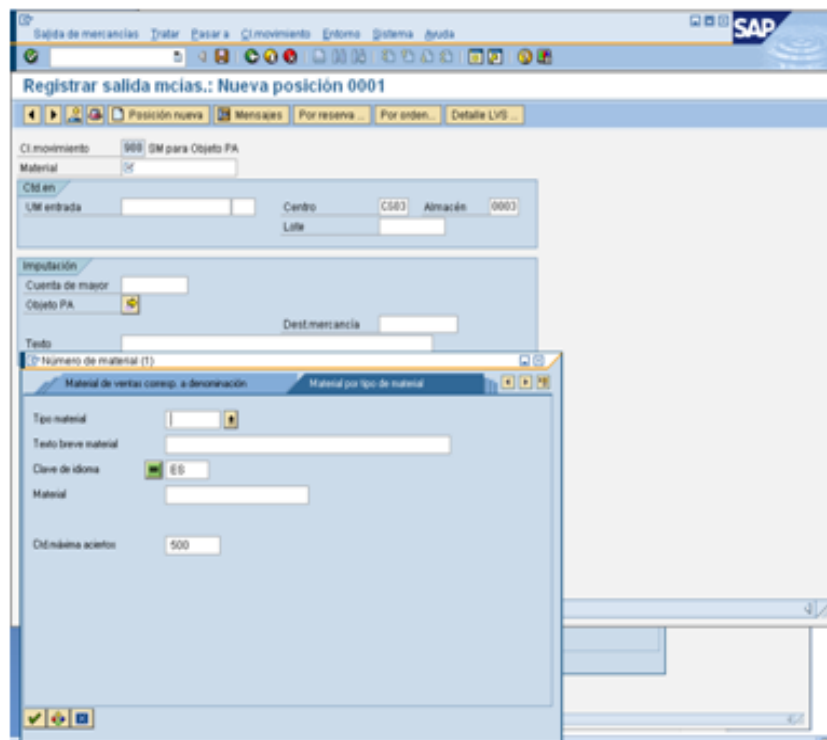 Salida de mercancías Tratar Pasar a Cl.movimiento Entorno Sistema Ayuda
SAP
Registrar salida mcías.: Nueva posición 0001
Posición nueva Mensajes Por reserva ... Por orden... Detalle LVS ...
Cl.movimiento 900 SM para Objeto PA
Material
Ctd.en
UM entrada Centro CG03 Almacén 0003
Lote
Imputación
Cuenta de mayor
Objeto PA
Dest.mercancía
Texto
Número de material (1)
Material de ventas corresp. a denominación Material por tipo de material
Tipo material
Texto breve material
Clave de idioma ES
Material
Ctd.máxima aciertos 500